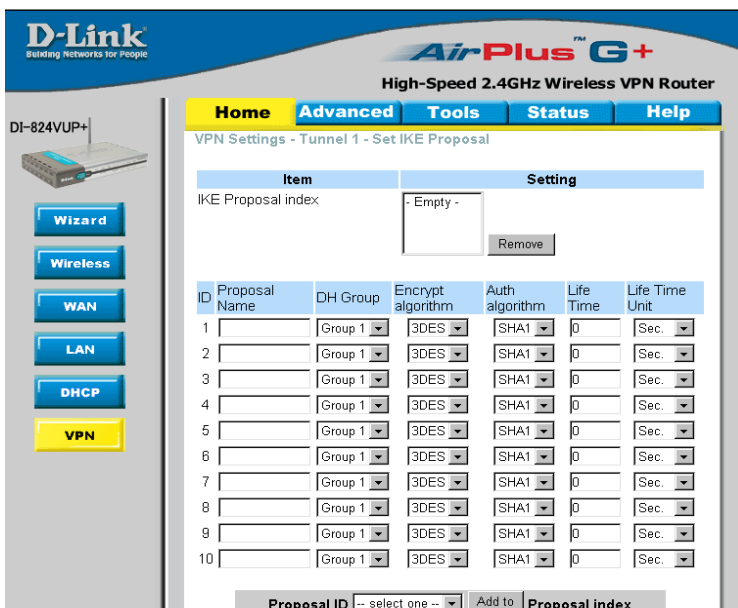 D-Link
Building Networks for People
AirPlus™ G+
High-Speed 2.4GHz Wireless VPN Router
DI-824VUP+
Home Advanced Tools Status Help
VPN Settings - Tunnel 1 - Set IKE Proposal
Item Setting
IKE Proposal index - Empty -
Remove
ID Proposal Name DH Group Encrypt algorithm Auth algorithm Life Time Life Time Unit
1 Group 1 3DES SHA1 0 Sec.
2 Group 1 3DES SHA1 0 Sec.
3 Group 1 3DES SHA1 0 Sec.
4 Group 1 3DES SHA1 0 Sec.
5 Group 1 3DES SHA1 0 Sec.
6 Group 1 3DES SHA1 0 Sec.
7 Group 1 3DES SHA1 0 Sec.
8 Group 1 3DES SHA1 0 Sec.
9 Group 1 3DES SHA1 0 Sec.
10 Group 1 3DES SHA1 0 Sec.
Proposal ID -- select one -- Add to Proposal index
Wizard
Wireless
WAN
LAN
DHCP
VPN